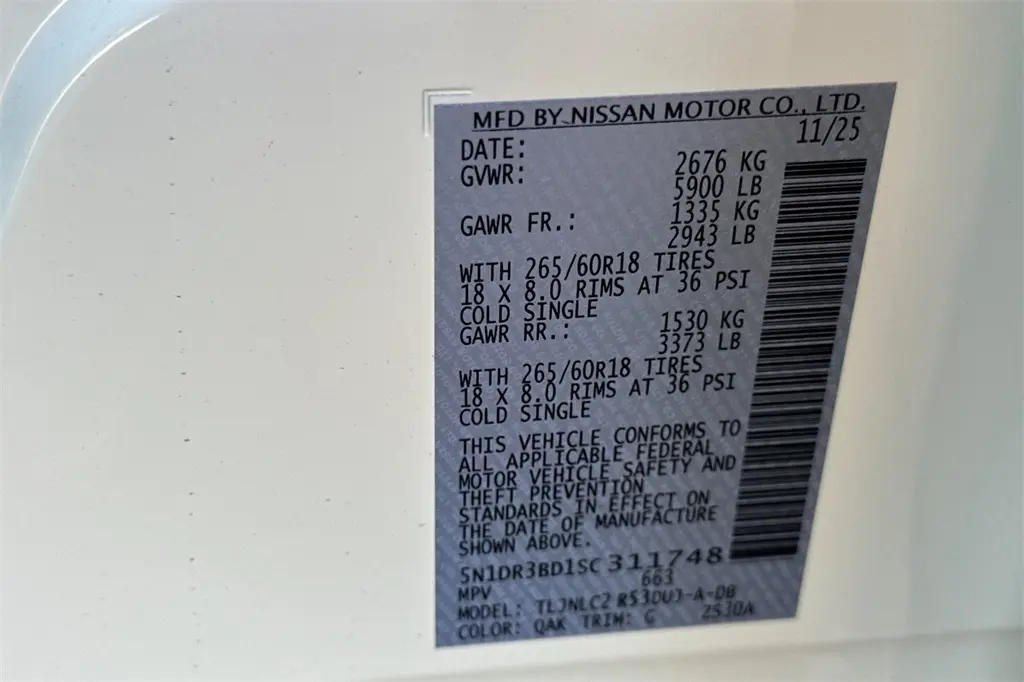 MFD BY NISSAN MOTOR CO., LTD.
DATE: 11/25
GVWR: 2676 KG
5900 LB
GAWR FR.: 1335 KG
2943 LB
WITH 265/60R18 TIRES
18 X 8.0 RIMS AT 36 PSI
COLD SINGLE
GAWR RR.: 1530 KG
3373 LB
WITH 265/60R18 TIRES
18 X 8.0 RIMS AT 36 PSI
COLD SINGLE
THIS VEHICLE CONFORMS TO
ALL APPLICABLE FEDERAL
MOTOR VEHICLE SAFETY AND
THEFT PREVENTION
STANDARDS IN EFFECT ON
THE DATE OF MANUFACTURE
SHOWN ABOVE.
5N1DR3BD1SC311748
MPV 663
MODEL: TLJNLC2 R53DUJ-A-DB
COLOR: QAK TRIM: G 2530A